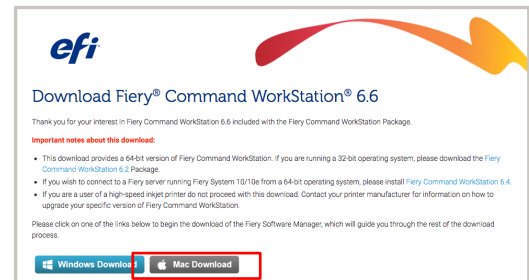 efi
Download Fiery® Command WorkStation® 6.6
Thank you for your interest in Fiery Command WorkStation 6.6 included with the Fiery Command WorkStation Package.
Important notes about this download:
• This download provides a 64-bit version of Fiery Command WorkStation. If you are running a 32-bit operating system, please download the Fiery
Command WorkStation 6.2 Package.
• If you wish to connect to a Fiery server running Fiery System 10/10e from a 64-bit operating system, please install Fiery Command WorkStation 6.4.
• If you are a user of a high-speed inkjet printer do not proceed with this download. Contact your printer manufacturer for information on how to
upgrade your specific version of Fiery Command WorkStation.
Please click on one of the links below to begin the download of the Fiery Software Manager, which will guide you through the rest of the download
process.
Windows Download Mac Download